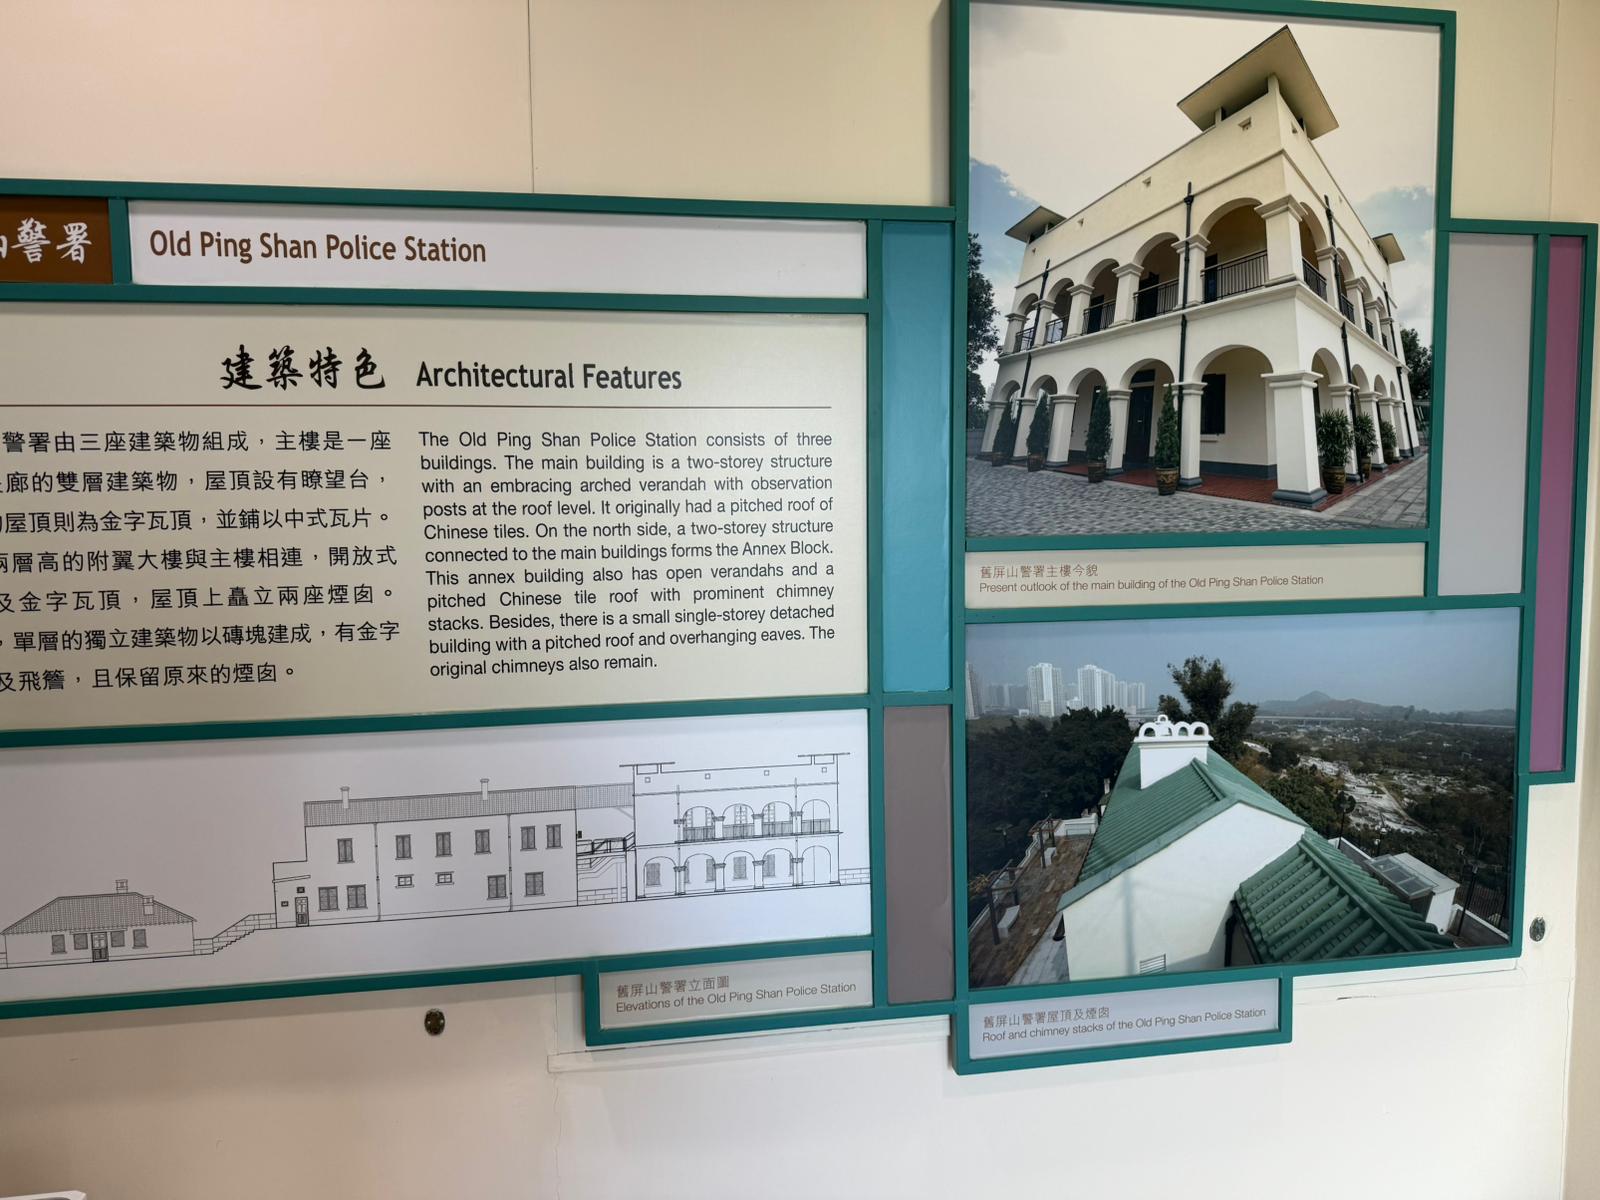 山警署
Old Ping Shan Police Station
建築特色 Architectural Features
警署由三座建築物組成，主樓是一座
廊的雙層建築物，屋頂設有瞭望台，
屋頂則為金字瓦頂，並鋪以中式瓦片。
兩層高的附翼大樓與主樓相連，開放式
及金字瓦頂，屋頂上矗立兩座煙囪。
，單層的獨立建築物以磚塊建成，有金字
及飛簷，且保留原來的煙囪。
The Old Ping Shan Police Station consists of three
buildings. The main building is a two-storey structure
with an embracing arched verandah with observation
posts at the roof level. It originally had a pitched roof of
Chinese tiles. On the north side, a two-storey structure
connected to the main buildings forms the Annex Block.
This annex building also has open verandahs and a
pitched Chinese tile roof with prominent chimney
stacks. Besides, there is a small single-storey detached
building with a pitched roof and overhanging eaves. The
original chimneys also remain.
舊屏山警署立面圖
Elevations of the Old Ping Shan Police Station
舊屏山警署主樓今貌
Present outlook of the main building of the Old Ping Shan Police Station
舊屏山警署屋頂及煙囪
Roof and chimney stacks of the Old Ping Shan Police Station